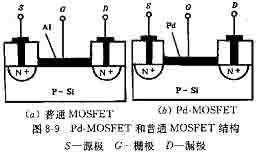 S G D S G D
Al Pd
N+ N+ N+ N+
P-Si P-Si
(a) 普通 MOSFET (b) Pd-MOSFET
图 8-9 Pd-MOSFET 和普通 MOSFET 结构
S—源极 G—栅极 D—漏极